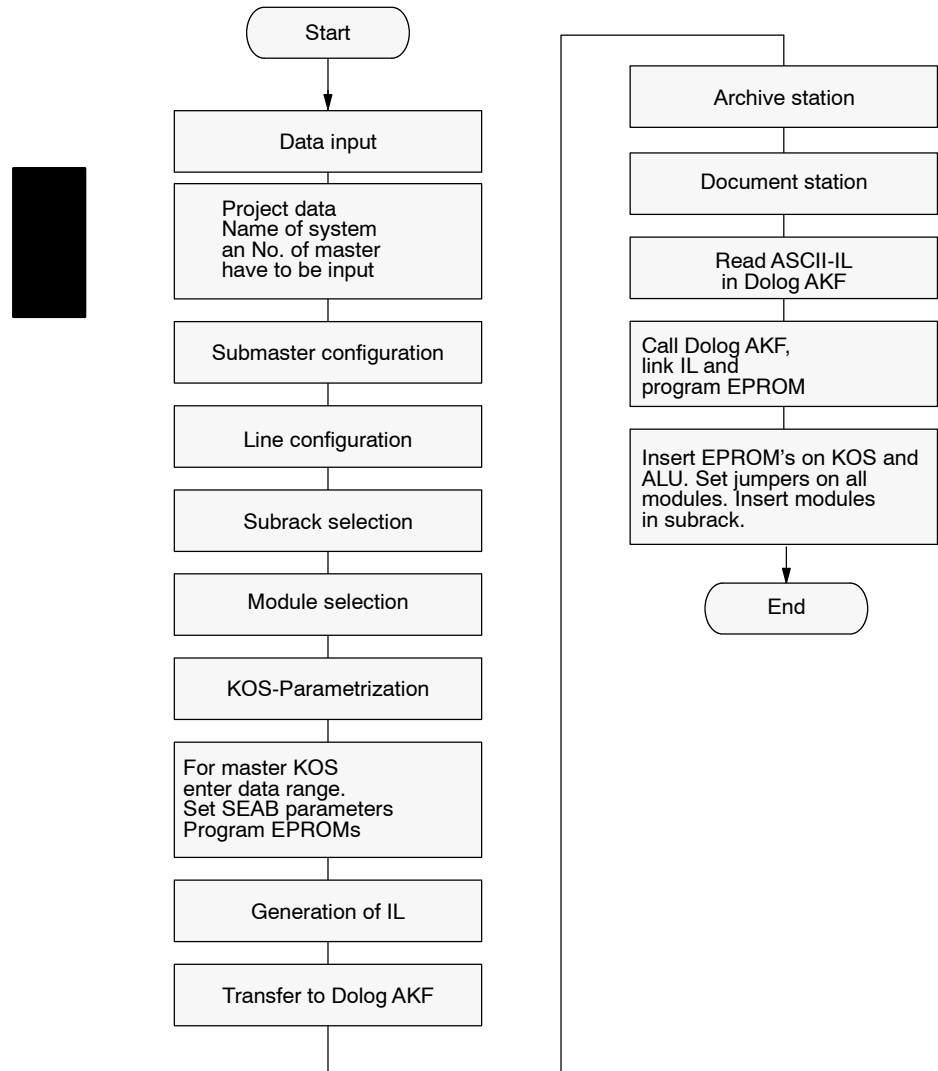 Start
Data input
Project data
Name of system
an No. of master
have to be input
Submaster configuration
Line configuration
Subrack selection
Module selection
KOS-Parametrization
For master KOS
enter data range.
Set SEAB parameters
Program EPROMs
Generation of IL
Transfer to Dolog AKF
Archive station
Document station
Read ASCII-IL
in Dolog AKF
Call Dolog AKF,
link IL and
program EPROM
Insert EPROM’s on KOS and
ALU. Set jumpers on all
modules. Insert modules
in subrack.
End